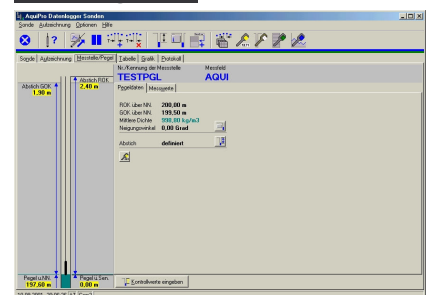 AquiPro Datenlogger Sonden
Sonde Aufzeichnung Optionen Hilfe
Sonde Aufzeichnung Messstelle/Pegel Tabelle Grafik Protokoll
Nr./Kennung der Messstelle Messfeld:
TESTPGL AQUI
Pegeldaten Messwerte
Abstich GOK
1,90 m
Abstich ROK
2,40 m
ROK über NN. 200,00 m
GOK über NN. 199,50 m
Mittlere Dichte 998,00 kg/m3
Neigungswinkel 0,00 Grad
Abstich: definiert
Pegel ü.NN.
197,60 m
Pegel ü.Sen.
0,00 m
Kontrollwerte eingeben